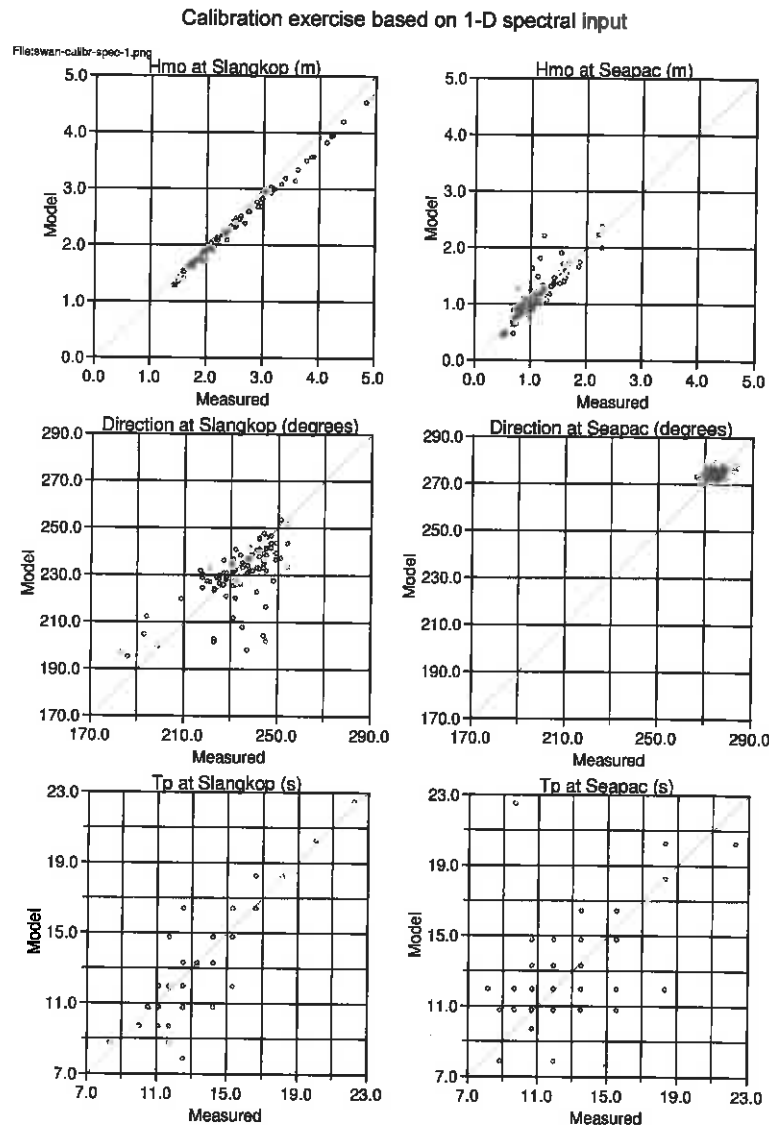 Calibration exercise based on 1-D spectral input
File:swan-calibr-spec-1.png
Hmo at Slangkop (m)
5.0
4.0
3.0
2.0
1.0
0.0
Model
0.0 1.0 2.0 3.0 4.0 5.0
Measured
Hmo at Seapac (m)
5.0
4.0
3.0
2.0
1.0
0.0
Model
0.0 1.0 2.0 3.0 4.0 5.0
Measured
Direction at Slangkop (degrees)
290.0
270.0
250.0
230.0
210.0
190.0
170.0
Model
170.0 210.0 250.0 290.0
Measured
Direction at Seapac (degrees)
290.0
270.0
250.0
230.0
210.0
190.0
170.0
Model
170.0 210.0 250.0 290.0
Measured
Tp at Slangkop (s)
23.0
19.0
15.0
11.0
7.0
Model
7.0 11.0 15.0 19.0 23.0
Measured
Tp at Seapac (s)
23.0
19.0
15.0
11.0
7.0
Model
7.0 11.0 15.0 19.0 23.0
Measured